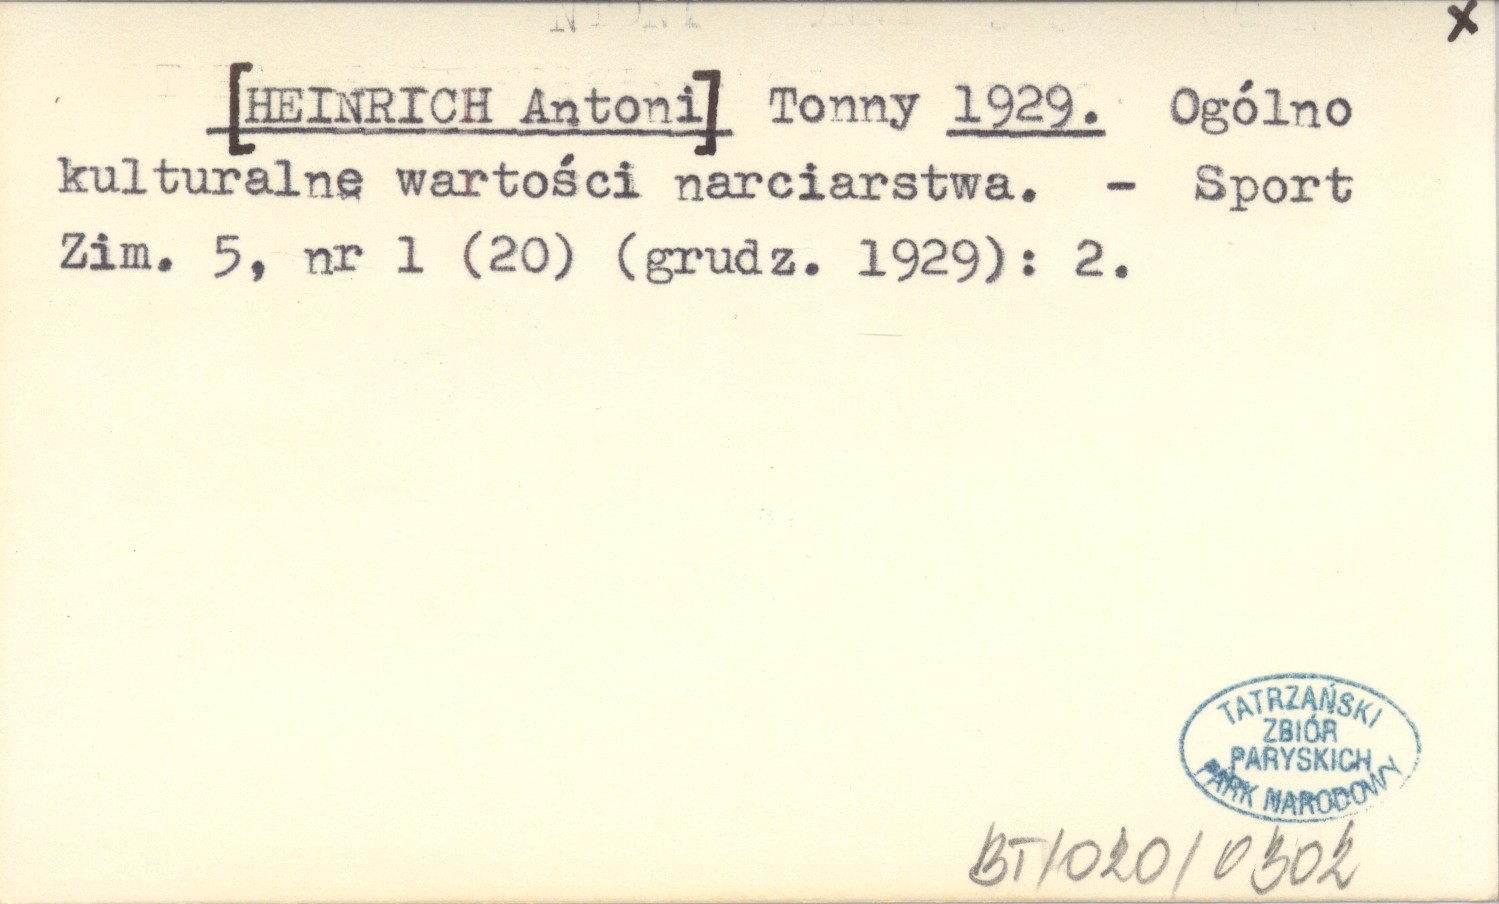 x
[HEINRICH Antoni] Tonny 1929. Ogólno
kulturalne wartości narciarstwa. - Sport
Zim. 5, nr 1 (20) (grudz. 1929): 2.
TATRZAŃSKI
ZBIÓR
PARYSKICH
PARK NARODOWY
BT/020/0302